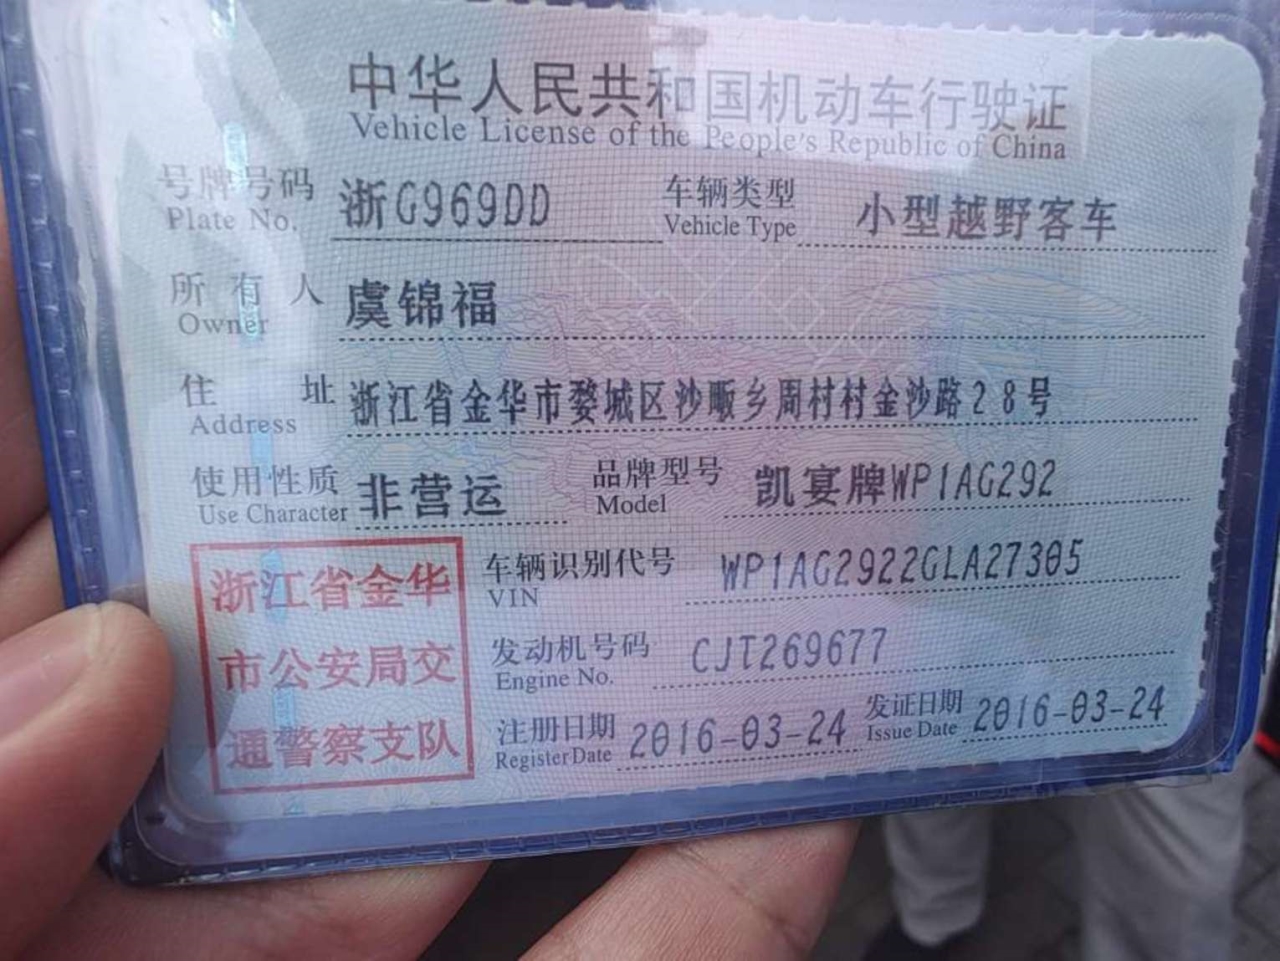 中华人民共和国机动车行驶证
Vehicle License of the People's Republic of China
号牌号码 浙G969DD 车辆类型 小型越野客车
Plate No. Vehicle Type
所有人 虞锦福
Owner
住址 浙江省金华市婺城区沙畈乡周村村金沙路28号
Address
使用性质 非营运 品牌型号 凯宴牌WP1AG292
Use Character Model
浙江省金华
市公安局交
通警察支队
车辆识别代号 WP1AG2922GLA27305
VIN
发动机号码 CJT269677
Engine No.
注册日期 2016-03-24 发证日期 2016-03-24
Register Date Issue Date